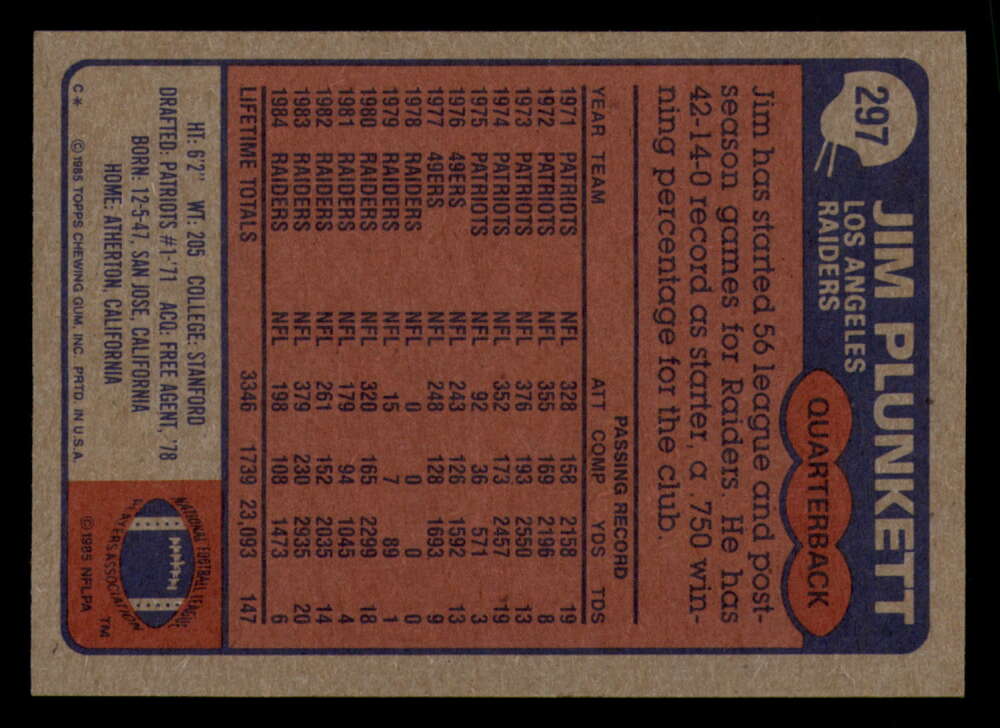 297
JIM PLUNKETT
LOS ANGELES
RAIDERS
QUARTERBACK
Jim has started 56 league and post-
season games for Raiders. He has
42-14-0 record as starter, a .750 win-
ning percentage for the club.
PASSING RECORD
YEAR TEAM ATT COMP YDS TDS
1971 PATRIOTS NFL 328 158 2158 19
1972 PATRIOTS NFL 355 169 2196 8
1973 PATRIOTS NFL 376 193 2550 13
1974 PATRIOTS NFL 352 173 2457 19
1975 PATRIOTS NFL 92 36 571 3
1976 49ERS NFL 243 126 1592 13
1977 49ERS NFL 248 128 1693 9
1978 RAIDERS NFL 0 0 0 0
1979 RAIDERS NFL 15 7 89 1
1980 RAIDERS NFL 320 165 2299 18
1981 RAIDERS NFL 179 94 1045 4
1982 RAIDERS NFL 261 152 2035 14
1983 RAIDERS NFL 379 230 2935 20
1984 RAIDERS NFL 198 108 1473 6
LIFETIME TOTALS 3346 1739 23,093 147
HT: 6'2" WT: 205 COLLEGE: STANFORD
DRAFTED: PATRIOTS #1-'71 ACQ: FREE AGENT, '78
BORN: 12-5-47, SAN JOSE, CALIFORNIA
HOME: ATHERTON, CALIFORNIA
C* © 1985 TOPPS CHEWING GUM, INC. PRTD. IN U.S.A.
NATIONAL FOOTBALL LEAGUE
PLAYERS ASSOCIATION
TM
© 1985 NFLPA